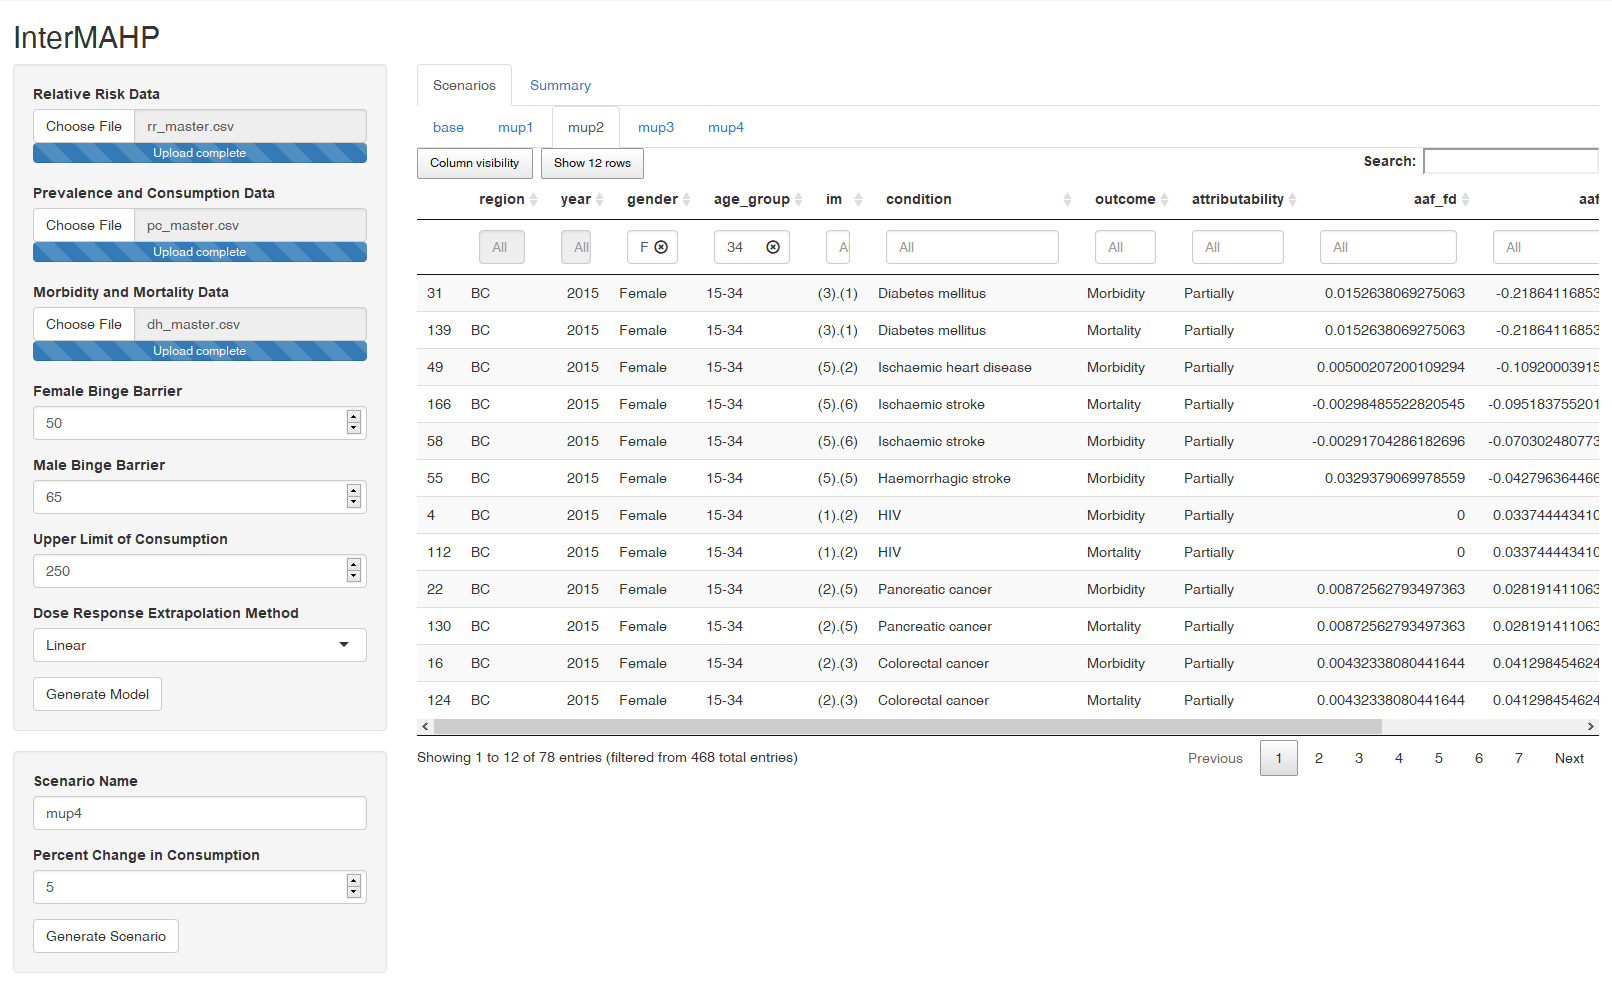 InterMAHP
Relative Risk Data
Choose File rr_master.csv
Upload complete
Prevalence and Consumption Data
Choose File pc_master.csv
Upload complete
Morbidity and Mortality Data
Choose File dh_master.csv
Upload complete
Female Binge Barrier
50
Male Binge Barrier
65
Upper Limit of Consumption
250
Dose Response Extrapolation Method
Linear
Generate Model
Scenario Name
mup4
Percent Change in Consumption
5
Generate Scenario
Scenarios Summary
base mup1 mup2 mup3 mup4
Column visibility Show 12 rows Search:
region year gender age_group im condition outcome attributability aaf_fd aaf
All All F 34 A All All All All All
31 BC 2015 Female 15-34 (3).(1) Diabetes mellitus Morbidity Partially 0.0152638069275063 -0.21864116853
139 BC 2015 Female 15-34 (3).(1) Diabetes mellitus Mortality Partially 0.0152638069275063 -0.21864116853
49 BC 2015 Female 15-34 (5).(2) Ischaemic heart disease Morbidity Partially 0.00500207200109294 -0.10920003915
166 BC 2015 Female 15-34 (5).(6) Ischaemic stroke Mortality Partially -0.00298485522820545 -0.095183755201
58 BC 2015 Female 15-34 (5).(6) Ischaemic stroke Morbidity Partially -0.00291704286182696 -0.070302480773
55 BC 2015 Female 15-34 (5).(5) Haemorrhagic stroke Morbidity Partially 0.0329379069978559 -0.042796364466
4 BC 2015 Female 15-34 (1).(2) HIV Morbidity Partially 0 0.033744443410
112 BC 2015 Female 15-34 (1).(2) HIV Mortality Partially 0 0.033744443410
22 BC 2015 Female 15-34 (2).(5) Pancreatic cancer Morbidity Partially 0.00872562793497363 0.028191411063
130 BC 2015 Female 15-34 (2).(5) Pancreatic cancer Mortality Partially 0.00872562793497363 0.028191411063
16 BC 2015 Female 15-34 (2).(3) Colorectal cancer Morbidity Partially 0.00432338080441644 0.041298454624
124 BC 2015 Female 15-34 (2).(3) Colorectal cancer Mortality Partially 0.00432338080441644 0.041298454624
Showing 1 to 12 of 78 entries (filtered from 468 total entries) Previous 1 2 3 4 5 6 7 Next